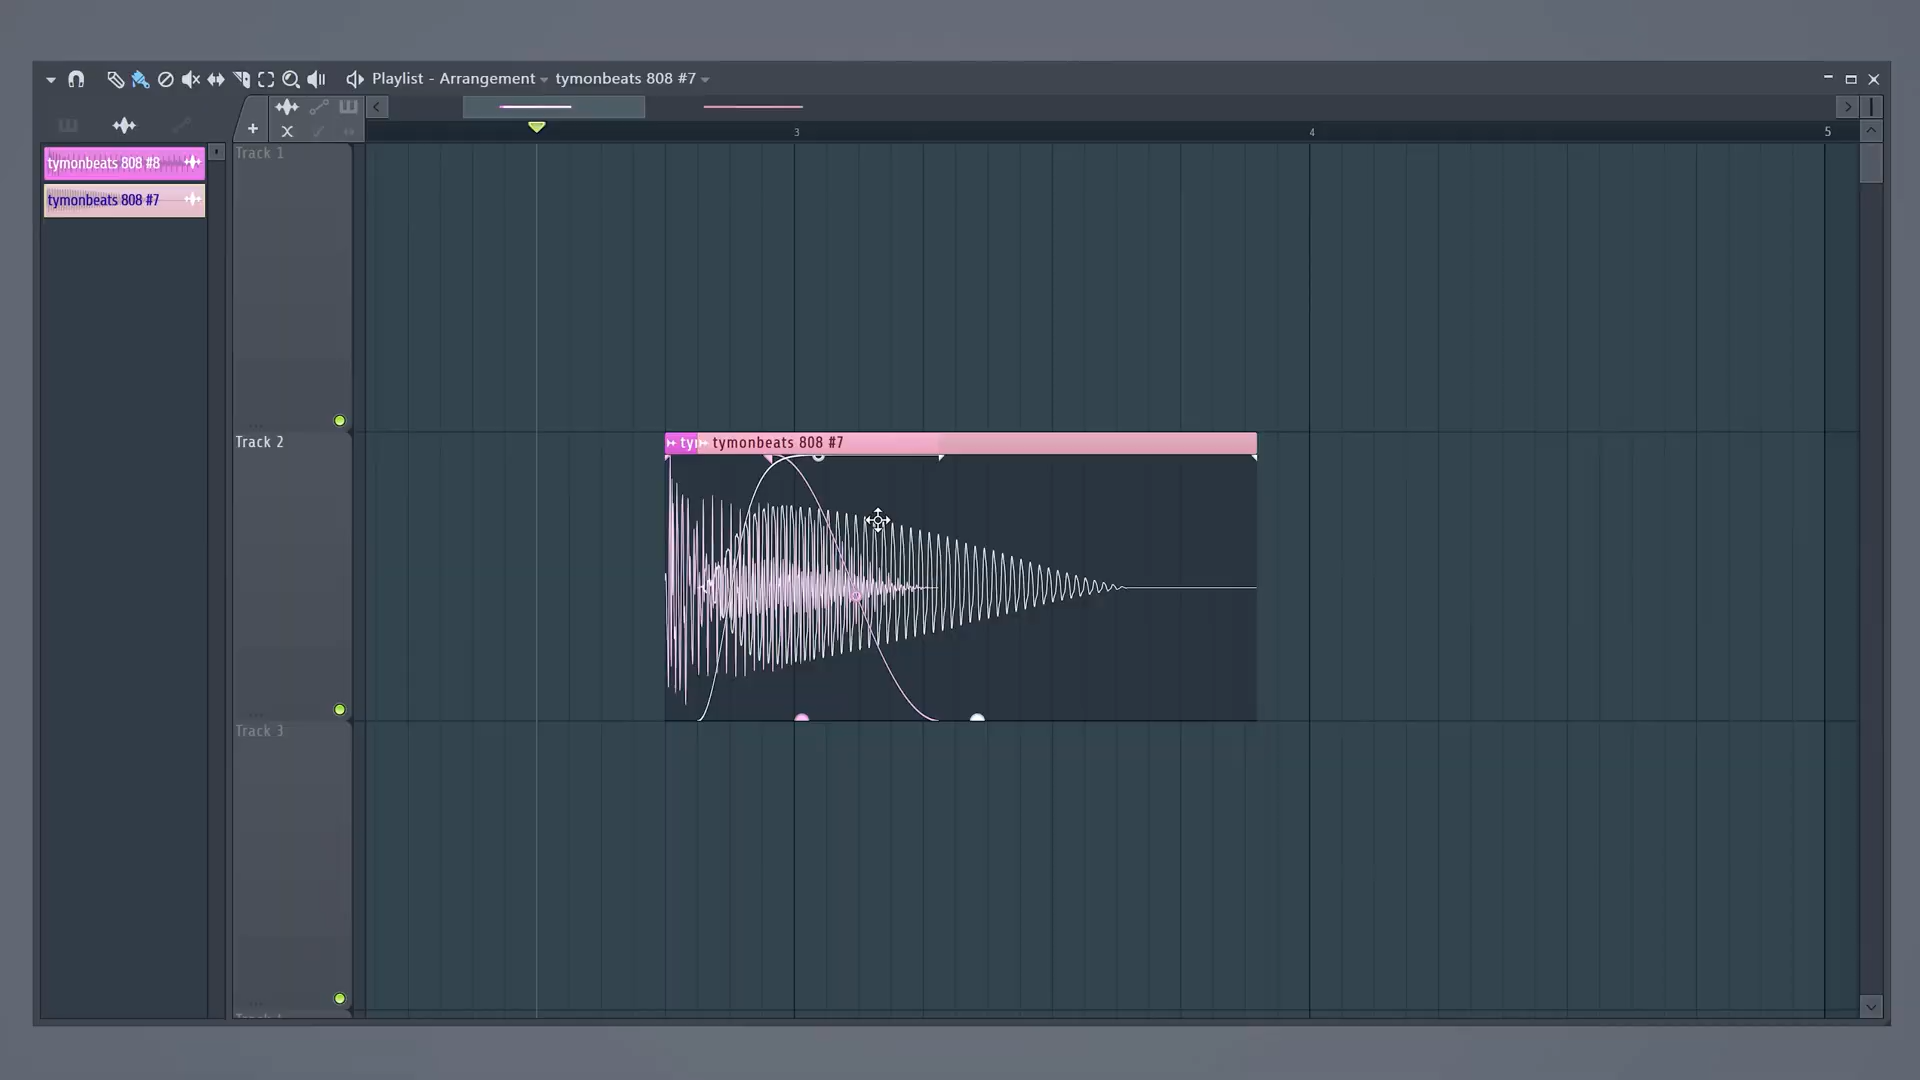 Playlist - Arrangement tymonbeats 808 #7
3 4 5
tymonbeats 808 #8
tymonbeats 808 #7
Track 1
Track 2
tymonbeats 808 #7
Track 3